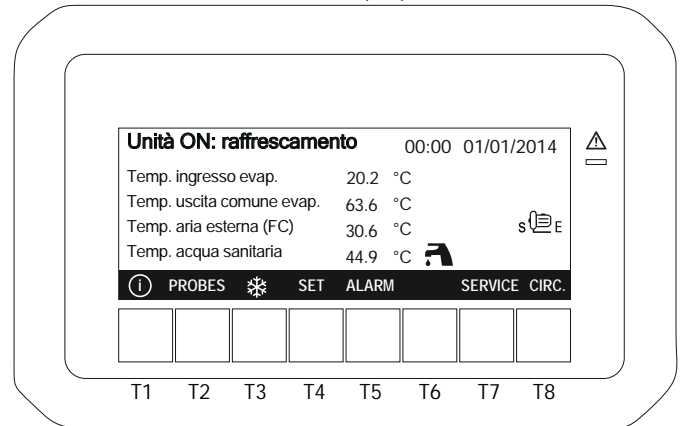 Unità ON: raffrescamento 00:00 01/01/2014
Temp. ingresso evap. 20.2 °C
Temp. uscita comune evap. 63.6 °C
Temp. aria esterna (FC) 30.6 °C
S E
Temp. acqua sanitaria 44.9 °C
i PROBES SET ALARM SERVICE CIRC.
T1 T2 T3 T4 T5 T6 T7 T8